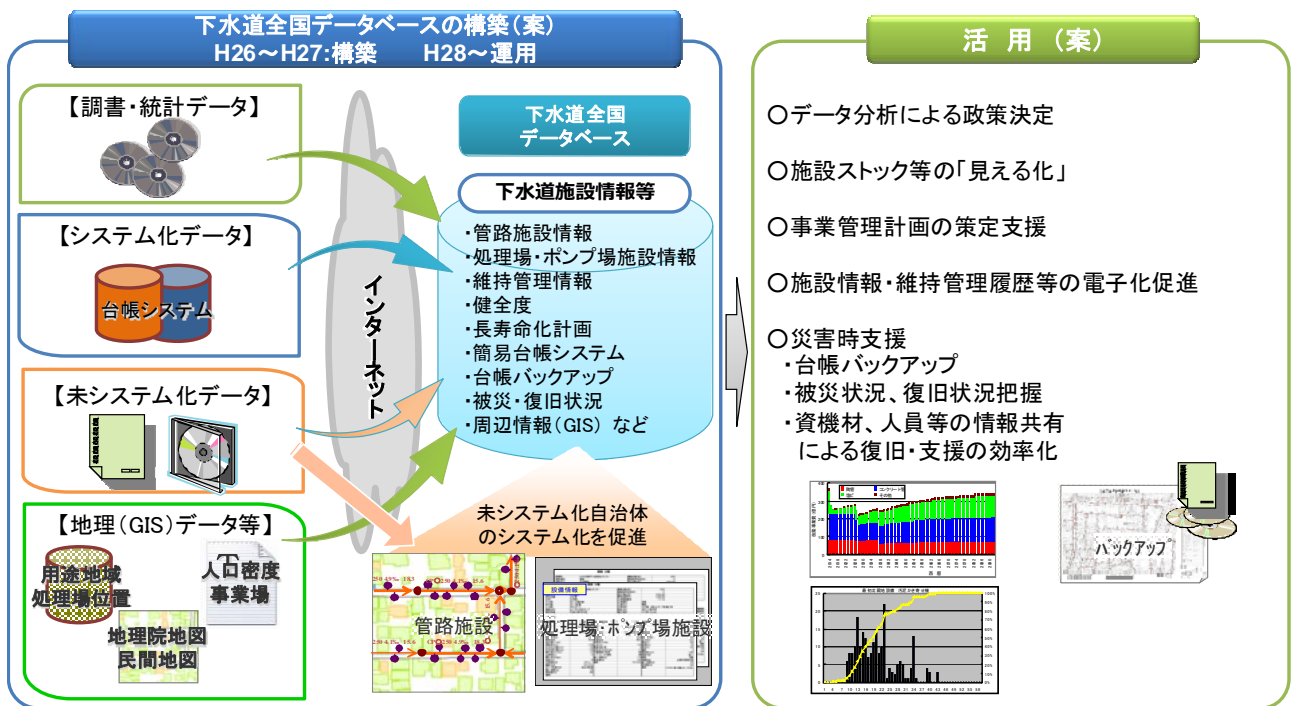 下水道全国データベースの構築(案)
H26～H27:構築　　H28～運用
【調書・統計データ】
【システム化データ】
台帳システム
【未システム化データ】
【地理(GIS)データ等】
用途地域
処理場位置
人口密度
事業場
地理院地図
民間地図
インターネット
下水道全国
データベース
下水道施設情報等
・管路施設情報
・処理場・ポンプ場施設情報
・維持管理情報
・健全度
・長寿命化計画
・簡易台帳システム
・台帳バックアップ
・被災・復旧状況
・周辺情報(GIS) など
未システム化自治体
のシステム化を促進
管路施設
設備情報
処理場・ポンプ場施設
活　用　(案)
○データ分析による政策決定
○施設ストック等の「見える化」
○事業管理計画の策定支援
○施設情報・維持管理履歴等の電子化促進
○災害時支援
・台帳バックアップ
・被災状況、復旧状況把握
・資機材、人員等の情報共有
による復旧・支援の効率化
バックアップ